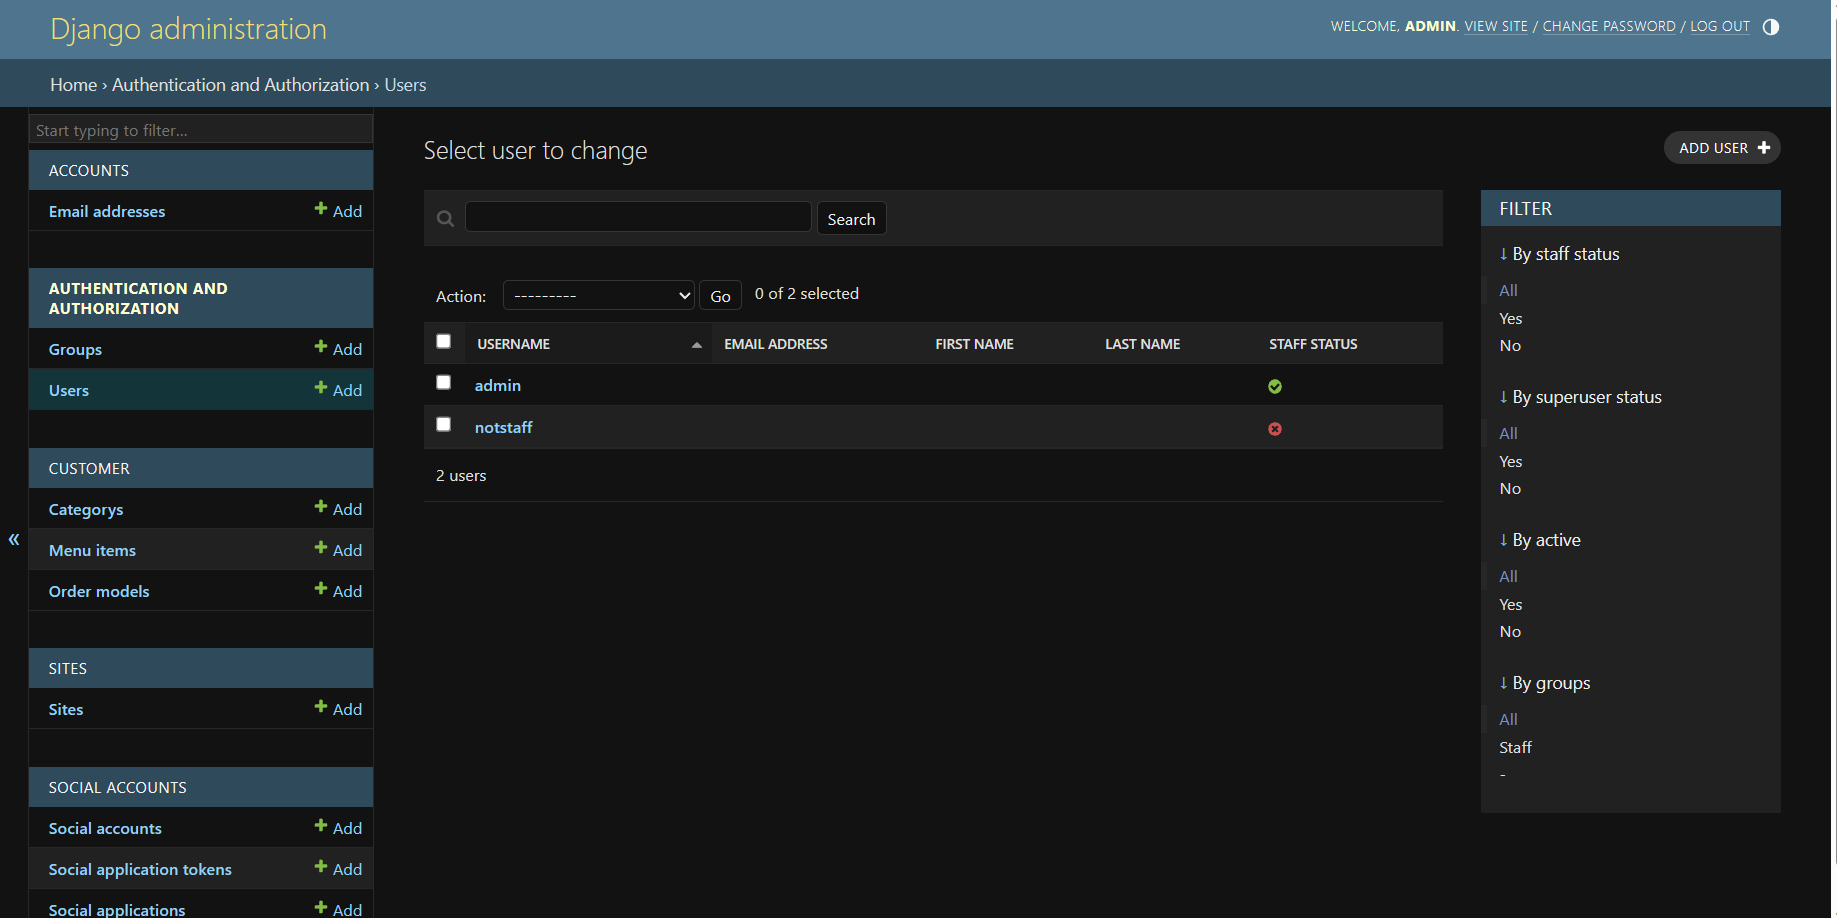 Django administration
WELCOME, ADMIN. VIEW SITE / CHANGE PASSWORD / LOG OUT
Home › Authentication and Authorization › Users
Start typing to filter...
ACCOUNTS
Email addresses + Add
AUTHENTICATION AND
AUTHORIZATION
Groups + Add
Users + Add
CUSTOMER
Categorys + Add
Menu items + Add
Order models + Add
SITES
Sites + Add
SOCIAL ACCOUNTS
Social accounts + Add
Social application tokens + Add
Social applications + Add
«
Select user to change
ADD USER +
Search
Action: --------- Go 0 of 2 selected
USERNAME EMAIL ADDRESS FIRST NAME LAST NAME STAFF STATUS
admin
notstaff
2 users
FILTER
↓ By staff status
All
Yes
No
↓ By superuser status
All
Yes
No
↓ By active
All
Yes
No
↓ By groups
All
Staff
-